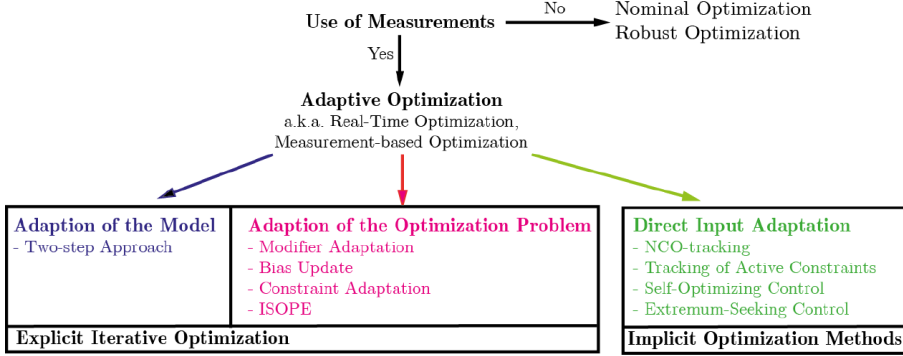 Use of Measurements
No
Nominal Optimization
Robust Optimization
Yes
Adaptive Optimization
a.k.a. Real-Time Optimization,
Measurement-based Optimization
Adaption of the Model
- Two-step Approach
Adaption of the Optimization Problem
- Modifier Adaptation
- Bias Update
- Constraint Adaptation
- ISOPE
Explicit Iterative Optimization
Direct Input Adaptation
- NCO-tracking
- Tracking of Active Constraints
- Self-Optimizing Control
- Extremum-Seeking Control
Implicit Optimization Methods